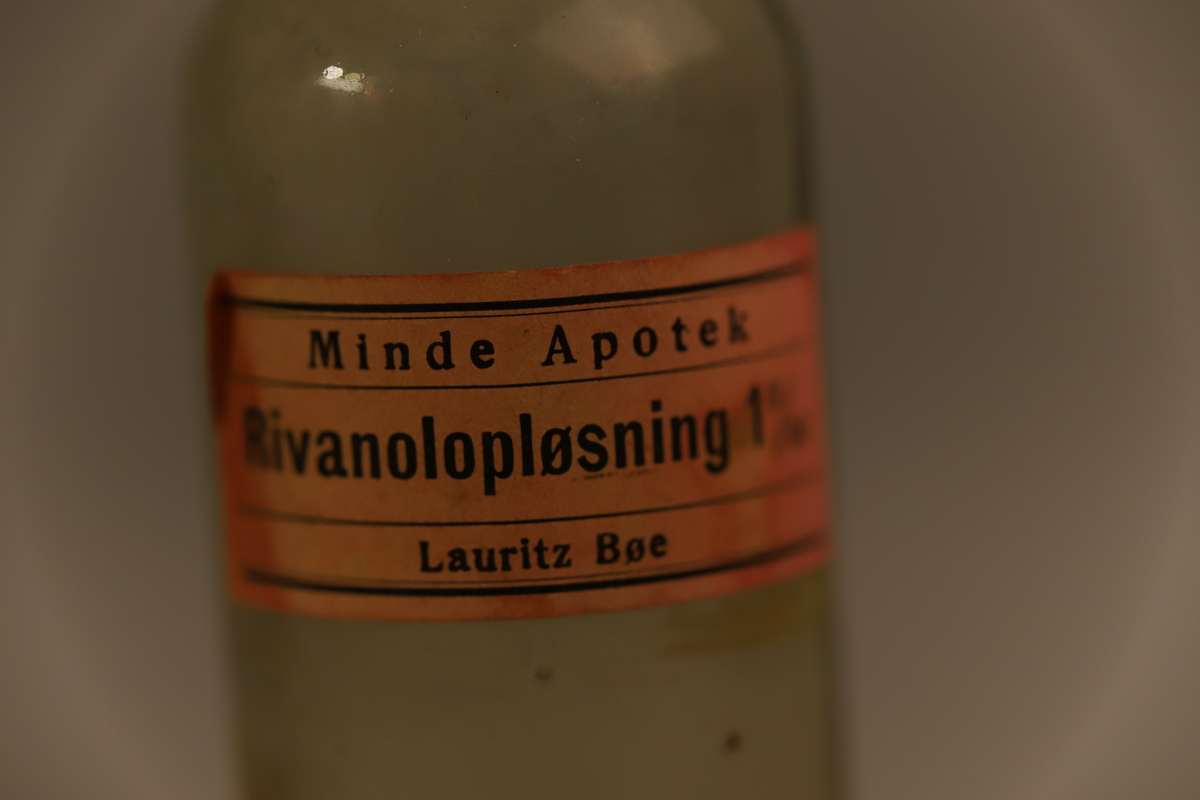 Minde Apotek
Rivanolopløsning 1‰
Lauritz Bøe